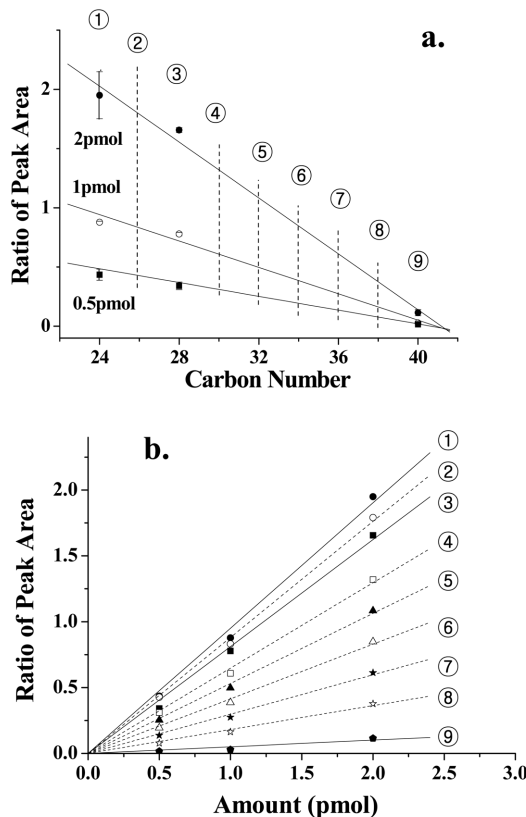 a.
① ② ③ ④ ⑤ ⑥ ⑦ ⑧ ⑨
Ratio of Peak Area
2
1
0
2pmol
1pmol
0.5pmol
24 28 32 36 40
Carbon Number
b.
① ② ③ ④ ⑤ ⑥ ⑦ ⑧ ⑨
Ratio of Peak Area
2.0
1.5
1.0
0.5
0.0
0.0 0.5 1.0 1.5 2.0 2.5 3.0
Amount (pmol)